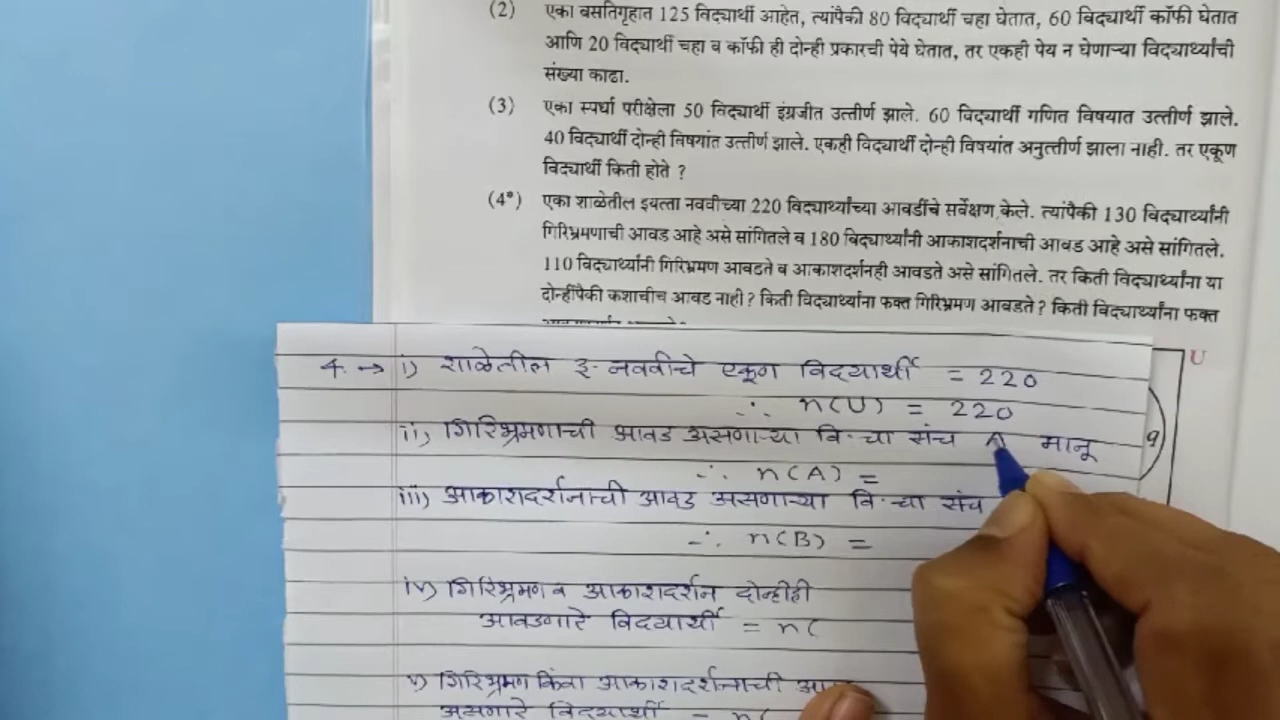 (2) एका बसतिगृहात 125 विद्यार्थी आहेत, त्यांपैकी 80 विद्यार्थी चहा घेतात, 60 विद्यार्थी कॉफी घेतात
आणि 20 विद्यार्थी चहा व कॉफी ही दोन्ही प्रकारची पेये घेतात, तर एकही पेय न घेणाऱ्या विद्यार्थ्यांची
संख्या काढा.
(3) एका स्पर्धा परीक्षेला 50 विद्यार्थी इंग्रजीत उत्तीर्ण झाले. 60 विद्यार्थी गणित विषयात उत्तीर्ण झाले.
40 विद्यार्थी दोन्ही विषयांत उत्तीर्ण झाले. एकही विद्यार्थी दोन्ही विषयांत अनुत्तीर्ण झाला नाही. तर एकूण
विद्यार्थी किती होते ?
(4*) एका शाळेतील इयत्ता नववीच्या 220 विद्यार्थ्यांच्या आवडींचे सर्वेक्षण केले. त्यांपैकी 130 विद्यार्थ्यांनी
गिरिभ्रमणाची आवड आहे असे सांगितले व 180 विद्यार्थ्यांनी आकाशदर्शनाची आवड आहे असे सांगितले.
110 विद्यार्थ्यांनी गिरिभ्रमण आवडते व आकाशदर्शनही आवडते असे सांगितले. तर किती विद्यार्थ्यांना या
दोन्हींपैकी कशाचीच आवड नाही? किती विद्यार्थ्यांना फक्त गिरिभ्रमण आवडते? किती विद्यार्थ्यांना फक्त
U
4. → i) शाळेतील इ. नववीचे एकूण विद्यार्थी = 220
∴ n(U) = 220
ii) गिरिभ्रमणाची आवड असणाऱ्या वि.चा संच A मानू
∴ n(A) =
iii) आकाशदर्शनाची आवड असणाऱ्या वि.चा संच
∴ n(B) =
iv) गिरिभ्रमण व आकाशदर्शन दोन्हीही
आवडणारे विद्यार्थी = n(
v) गिरिभ्रमण किंवा आकाशदर्शनाची
असणारे विद्यार्थी = n(